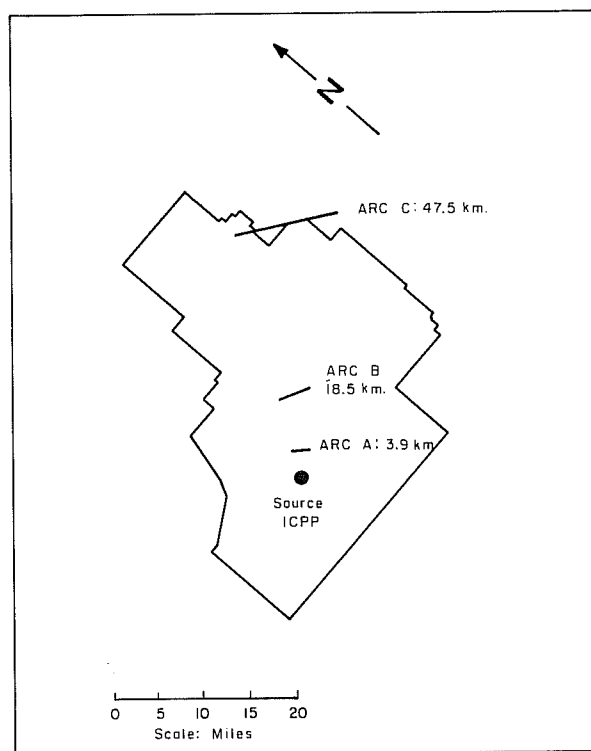 N
ARC C: 47.5 km.
ARC B
18.5 km.
ARC A: 3.9 km
Source
ICPP
0 5 10 15 20
Scale: Miles